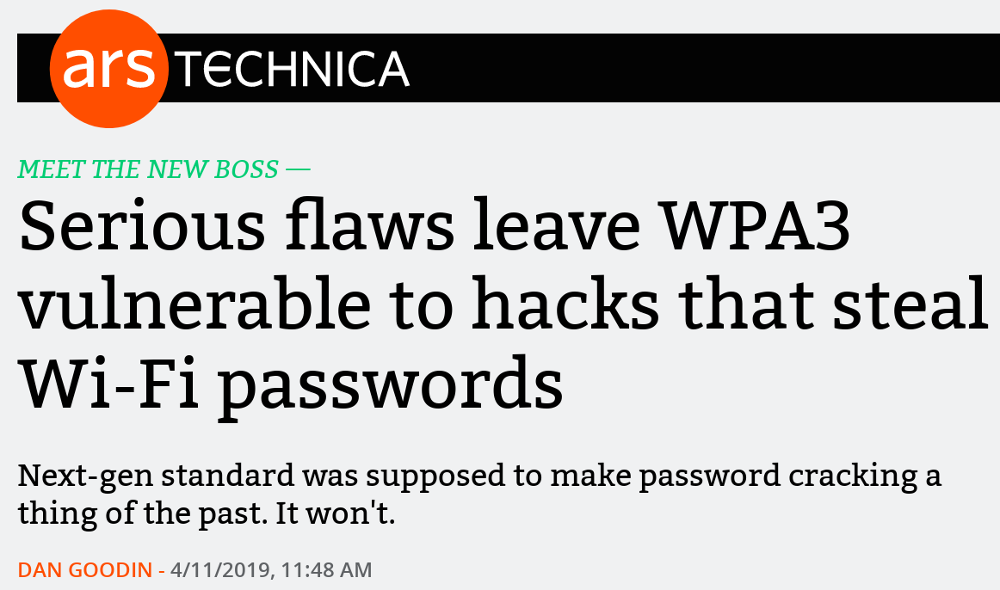 ars TECHNICA
MEET THE NEW BOSS —
Serious flaws leave WPA3
vulnerable to hacks that steal
Wi-Fi passwords
Next-gen standard was supposed to make password cracking a
thing of the past. It won't.
DAN GOODIN - 4/11/2019, 11:48 AM